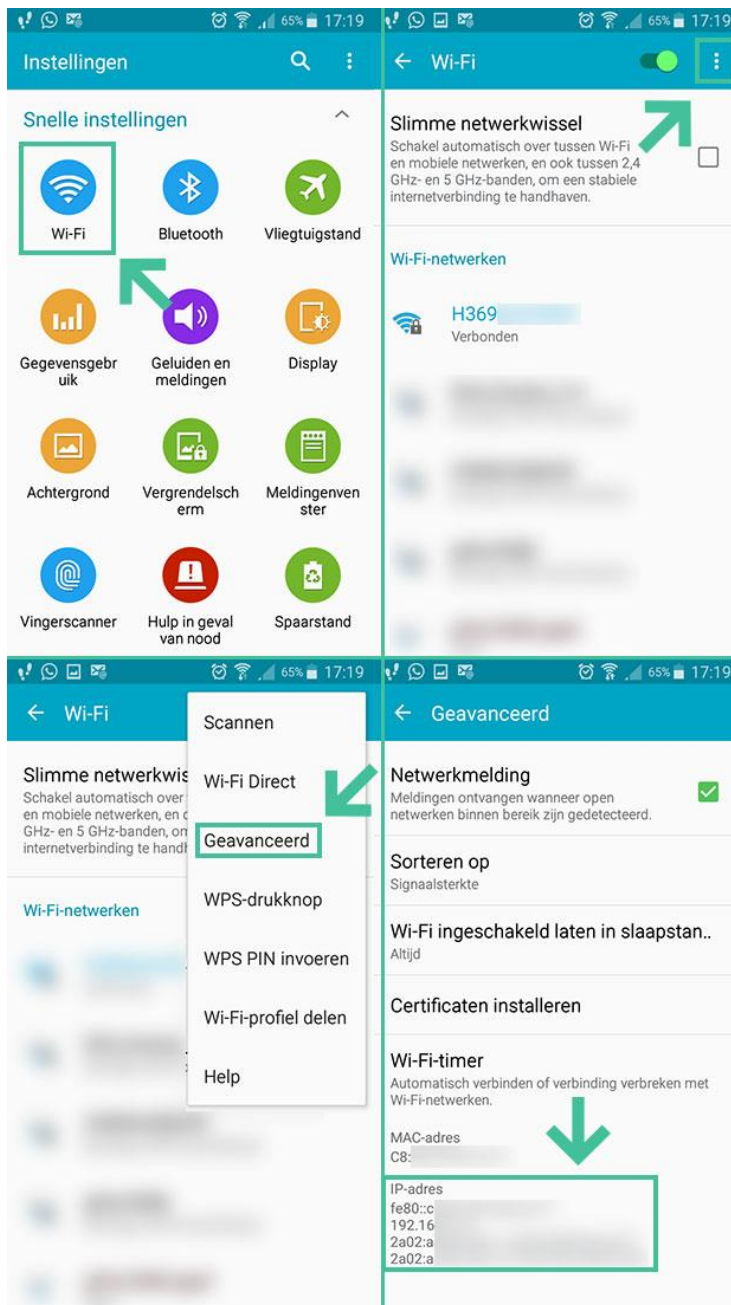 65% 17:19
Instellingen
Snelle instellingen
Wi-Fi
Bluetooth
Vliegtuigstand
Gegevensgebr
uik
Geluiden en
meldingen
Display
Achtergrond
Vergrendelsch
erm
Meldingenven
ster
Vingerscanner
Hulp in geval
van nood
Spaarstand
65% 17:19
Wi-Fi
Slimme netwerkwissel
Schakel automatisch over tussen Wi-Fi
en mobiele netwerken, en ook tussen 2,4
GHz- en 5 GHz-banden, om een stabiele
internetverbinding te handhaven.
Wi-Fi-netwerken
H369
Verbonden
65% 17:19
Wi-Fi
Slimme netwerkwis
Schakel automatisch over
en mobiele netwerken, en
GHz- en 5 GHz-banden, om
internetverbinding te handh
Wi-Fi-netwerken
Scannen
Wi-Fi Direct
Geavanceerd
WPS-drukknop
WPS PIN invoeren
Wi-Fi-profiel delen
Help
65% 17:19
Geavanceerd
Netwerkmelding
Meldingen ontvangen wanneer open
netwerken binnen bereik zijn gedetecteerd.
Sorteren op
Signaalsterkte
Wi-Fi ingeschakeld laten in slaapstan..
Altijd
Certificaten installeren
Wi-Fi-timer
Automatisch verbinden of verbinding verbreken met
Wi-Fi-netwerken.
MAC-adres
C8:
IP-adres
fe80::c
192.16
2a02:a
2a02:a